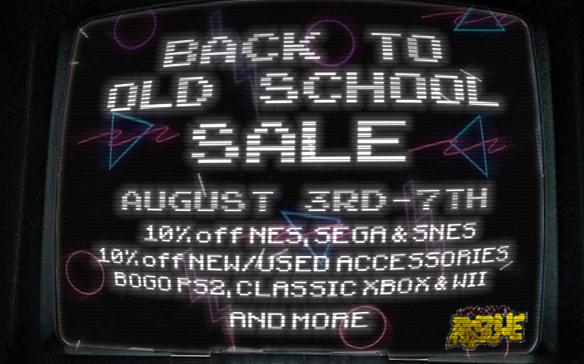 BACK TO
OLD SCHOOL
SALE
AUGUST 3RD-7TH
10% off NES, SEGA & SNES
10% off NEW/USED ACCESSORIES
BOGO PS2, CLASSIC XBOX & WII
AND MORE